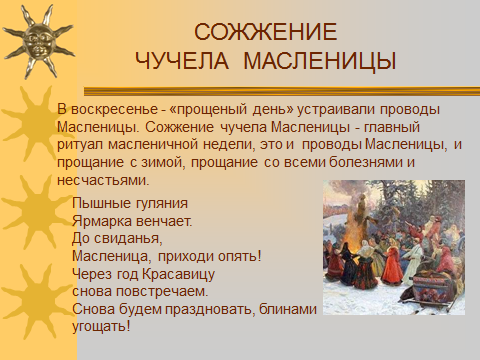 СОЖЖЕНИЕ
ЧУЧЕЛА МАСЛЕНИЦЫ
В воскресенье - «прощеный день» устраивали проводы
Масленицы. Сожжение чучела Масленицы - главный
ритуал масленичной недели, это и проводы Масленицы, и
прощание с зимой, прощание со всеми болезнями и
несчастьями.
Пышные гуляния
Ярмарка венчает.
До свиданья,
Масленица, приходи опять!
Через год Красавицу
снова повстречаем.
Снова будем праздновать, блинами
угощать!